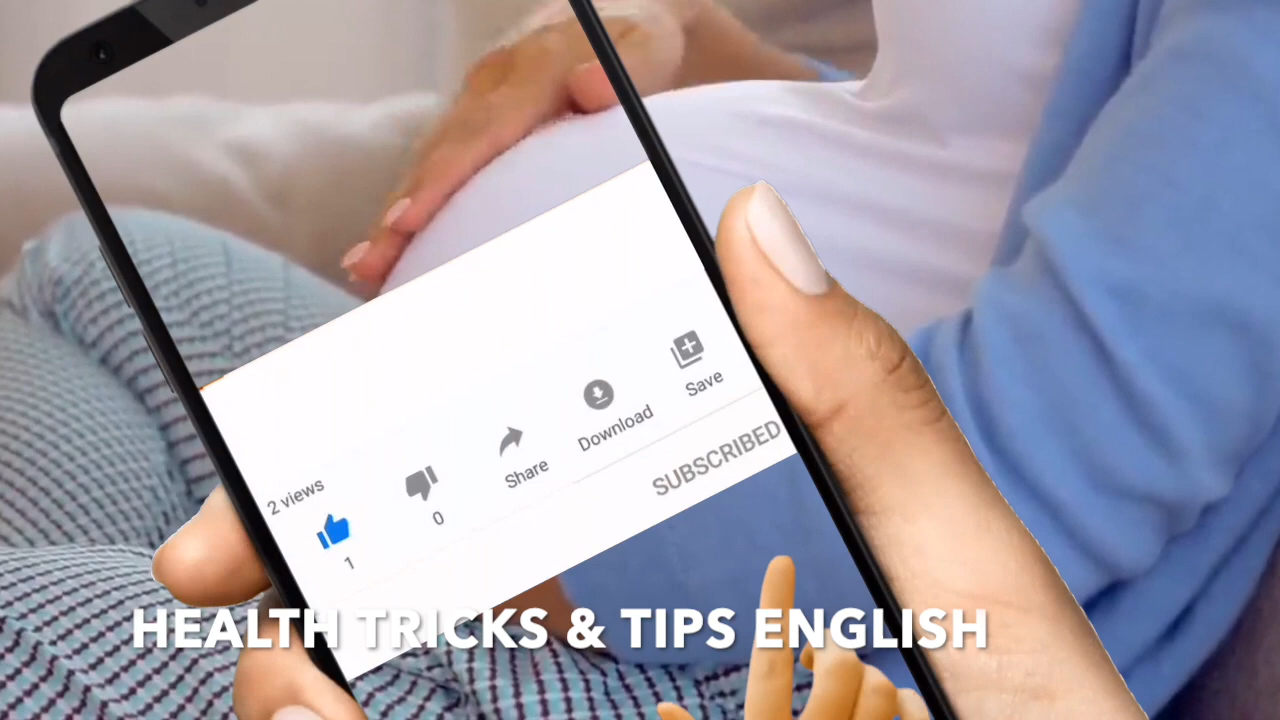 2 views
1
0
Share
Download
Save
SUBSCRIBED
HEALTH TRICKS & TIPS ENGLISH